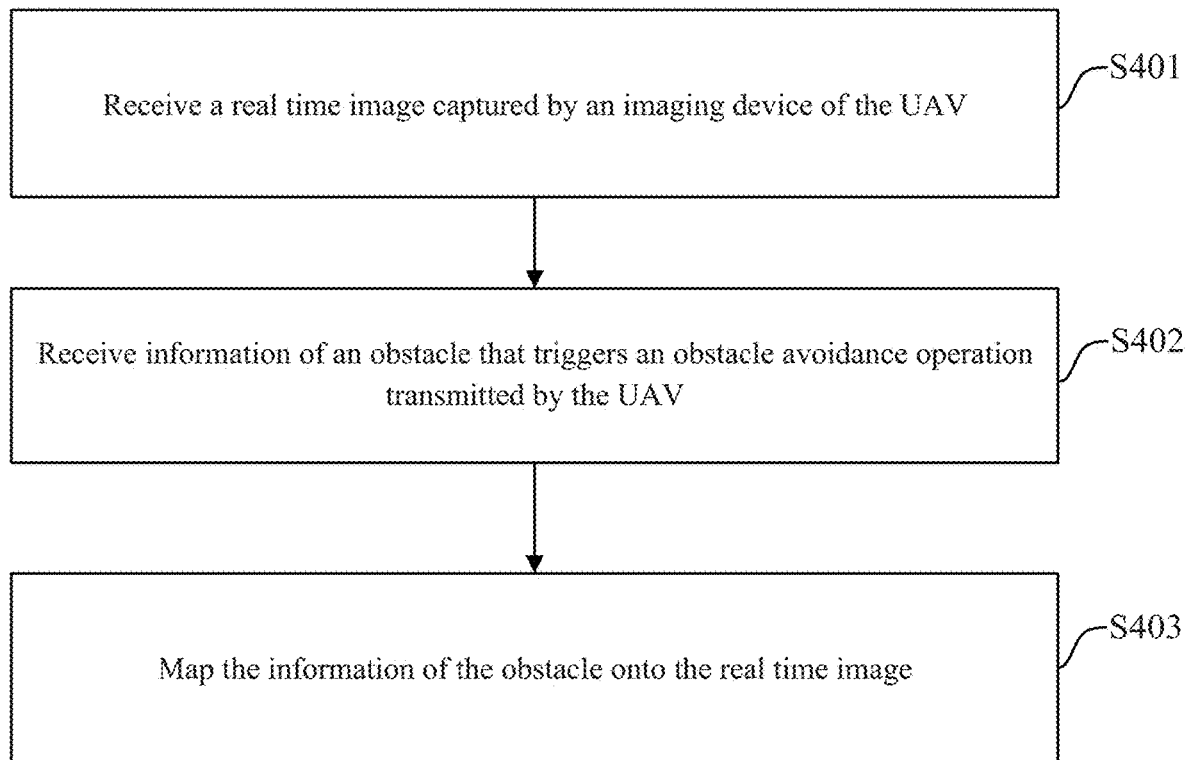 Receive a real time image captured by an imaging device of the UAV
S401
Receive information of an obstacle that triggers an obstacle avoidance operation
transmitted by the UAV
S402
Map the information of the obstacle onto the real time image
S403